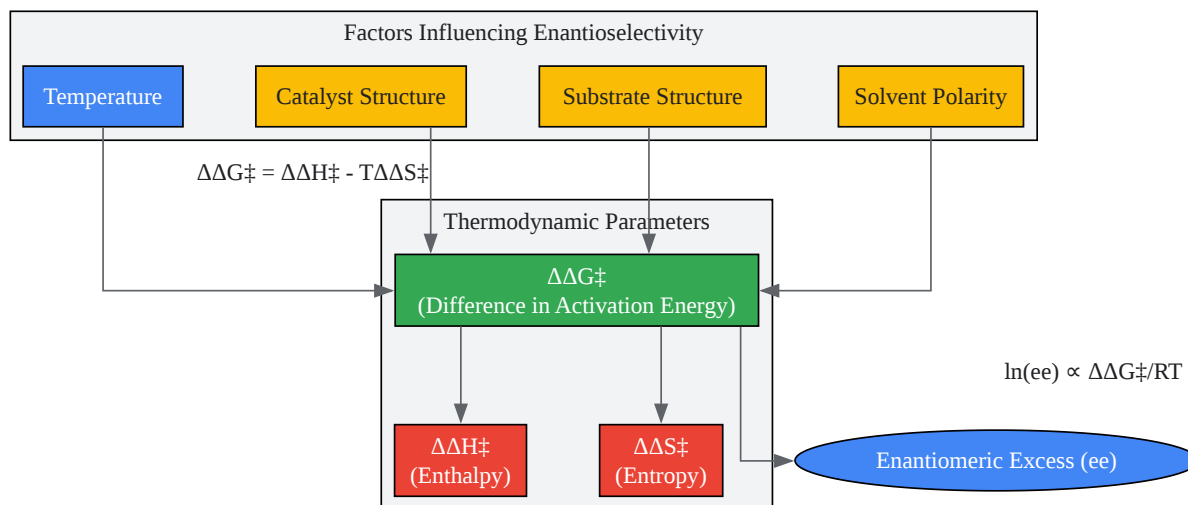 Factors Influencing Enantioselectivity
Temperature
Catalyst Structure
Substrate Structure
Solvent Polarity
ΔΔG‡ = ΔΔH‡ - TΔΔS‡
Thermodynamic Parameters
ΔΔG‡
(Difference in Activation Energy)
ln(ee) ∝ ΔΔG‡/RT
ΔΔH‡
(Enthalpy)
ΔΔS‡
(Entropy)
Enantiomeric Excess (ee)